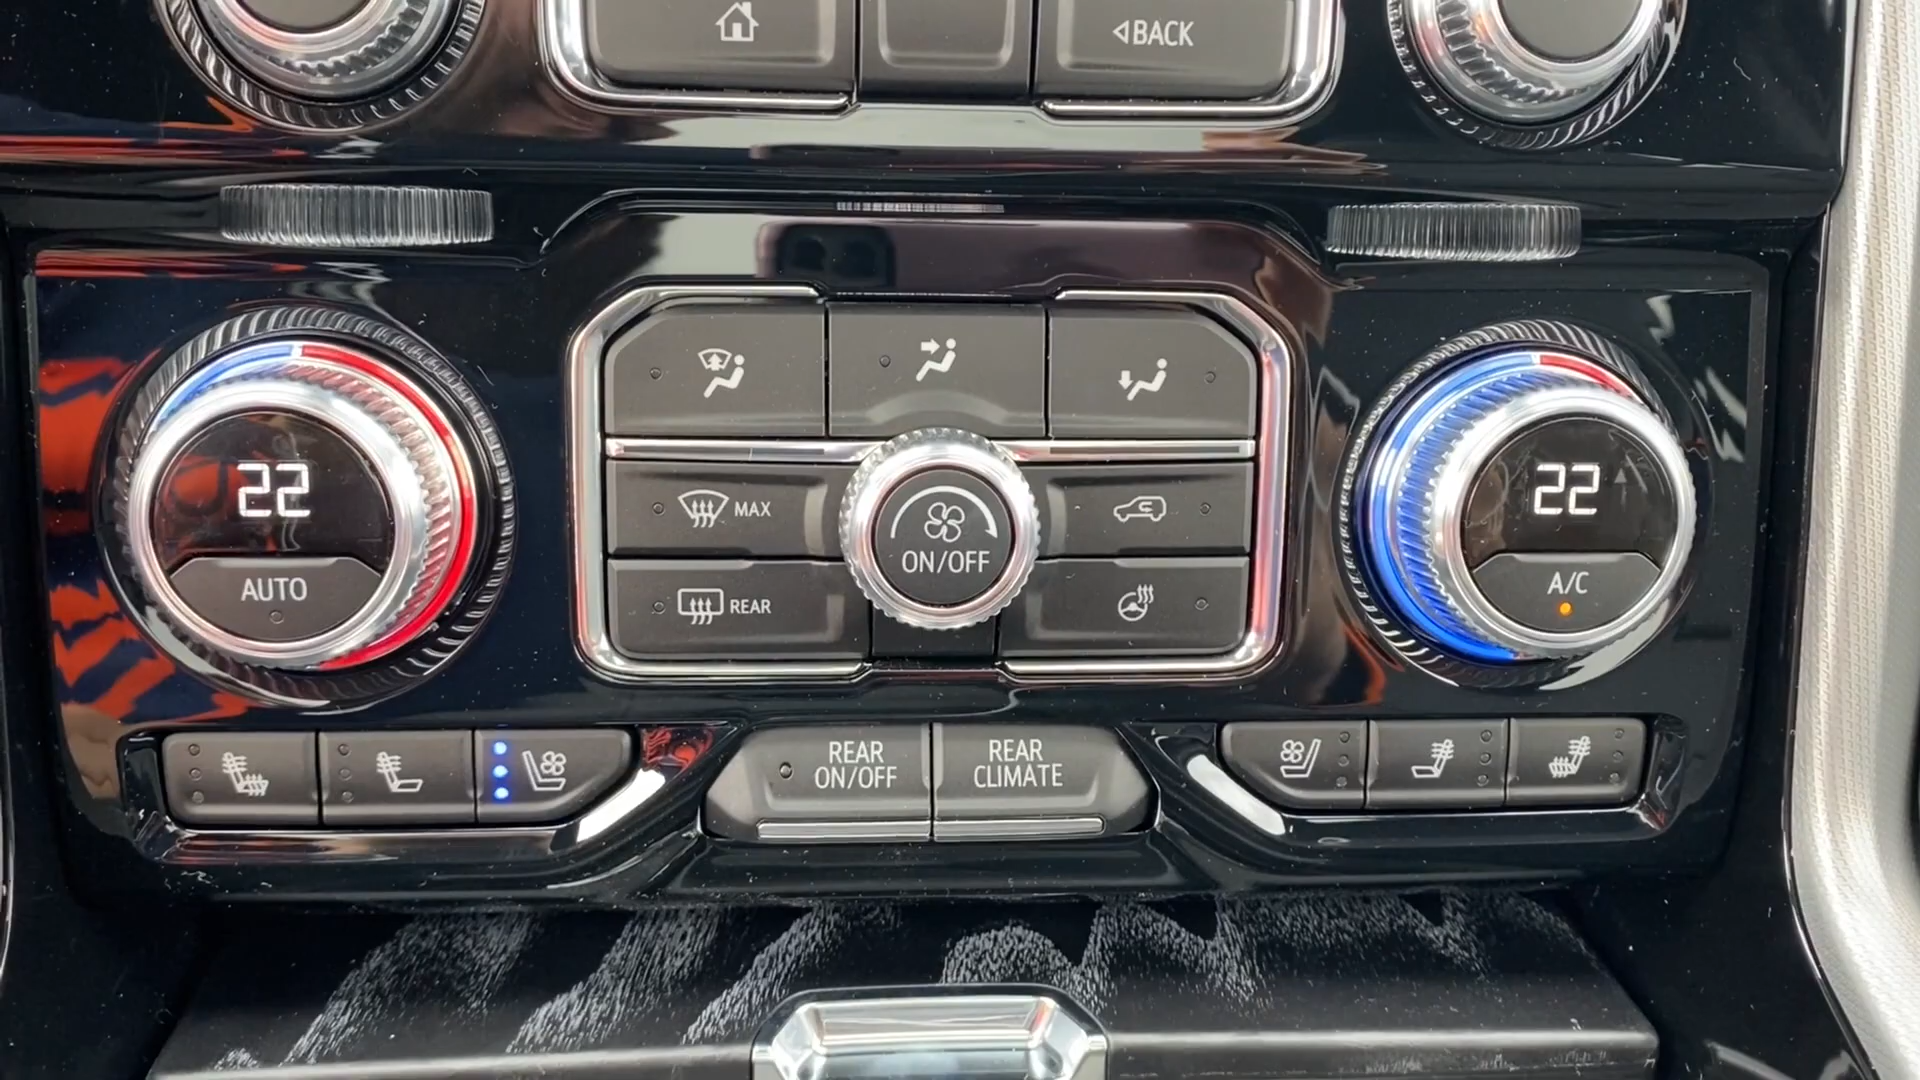 BACK
22
22
MAX
AUTO
ON/OFF
A/C
REAR
REAR
ON/OFF
REAR
CLIMATE